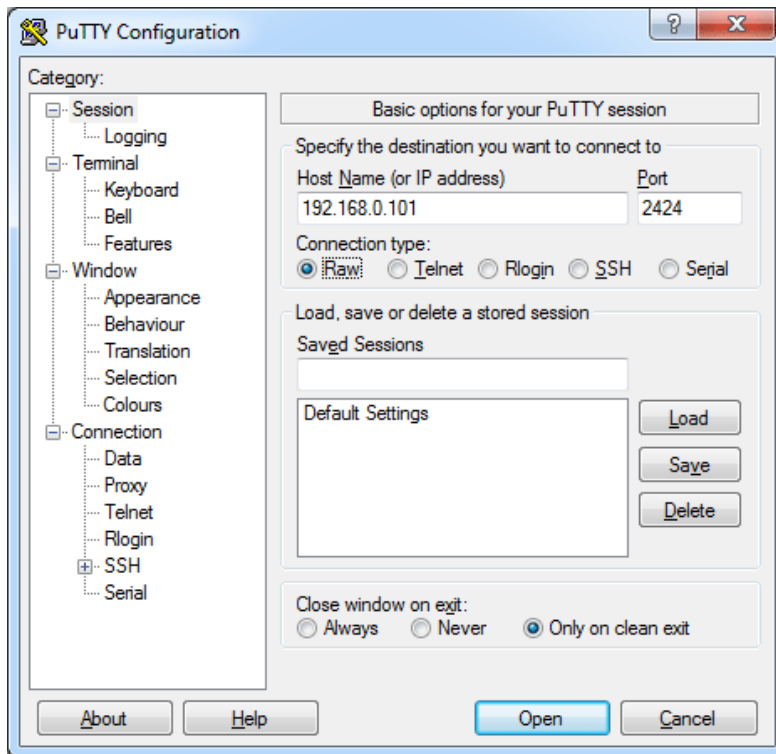 PuTTY Configuration
?
X
Category:
Session
Logging
Terminal
Keyboard
Bell
Features
Window
Appearance
Behaviour
Translation
Selection
Colours
Connection
Data
Proxy
Telnet
Rlogin
SSH
Serial
Basic options for your PuTTY session
Specify the destination you want to connect to
Host Name (or IP address) Port
192.168.0.101 2424
Connection type:
Raw Telnet Rlogin SSH Serial
Load, save or delete a stored session
Saved Sessions
Default Settings
Load
Save
Delete
Close window on exit:
Always Never Only on clean exit
About Help Open Cancel